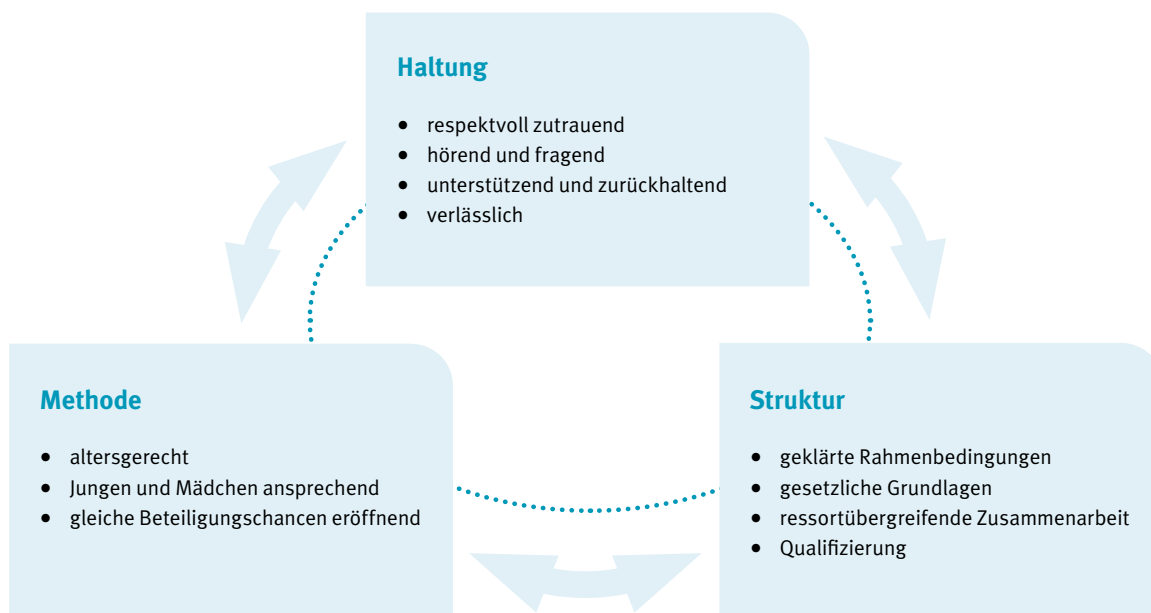 Haltung
• respektvoll zutrauend
• hörend und fragend
• unterstützend und zurückhaltend
• verlässlich
Methode
• altersgerecht
• Jungen und Mädchen ansprechend
• gleiche Beteiligungschancen eröffnend
Struktur
• geklärte Rahmenbedingungen
• gesetzliche Grundlagen
• ressortübergreifende Zusammenarbeit
• Qualifizierung